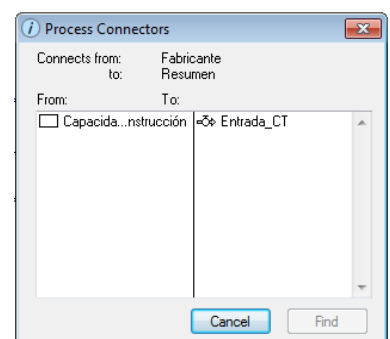 Process Connectors
Connects from: Fabricante
to: Resumen
From: To:
Capacida...nstrucción Entrada_CT
Cancel Find